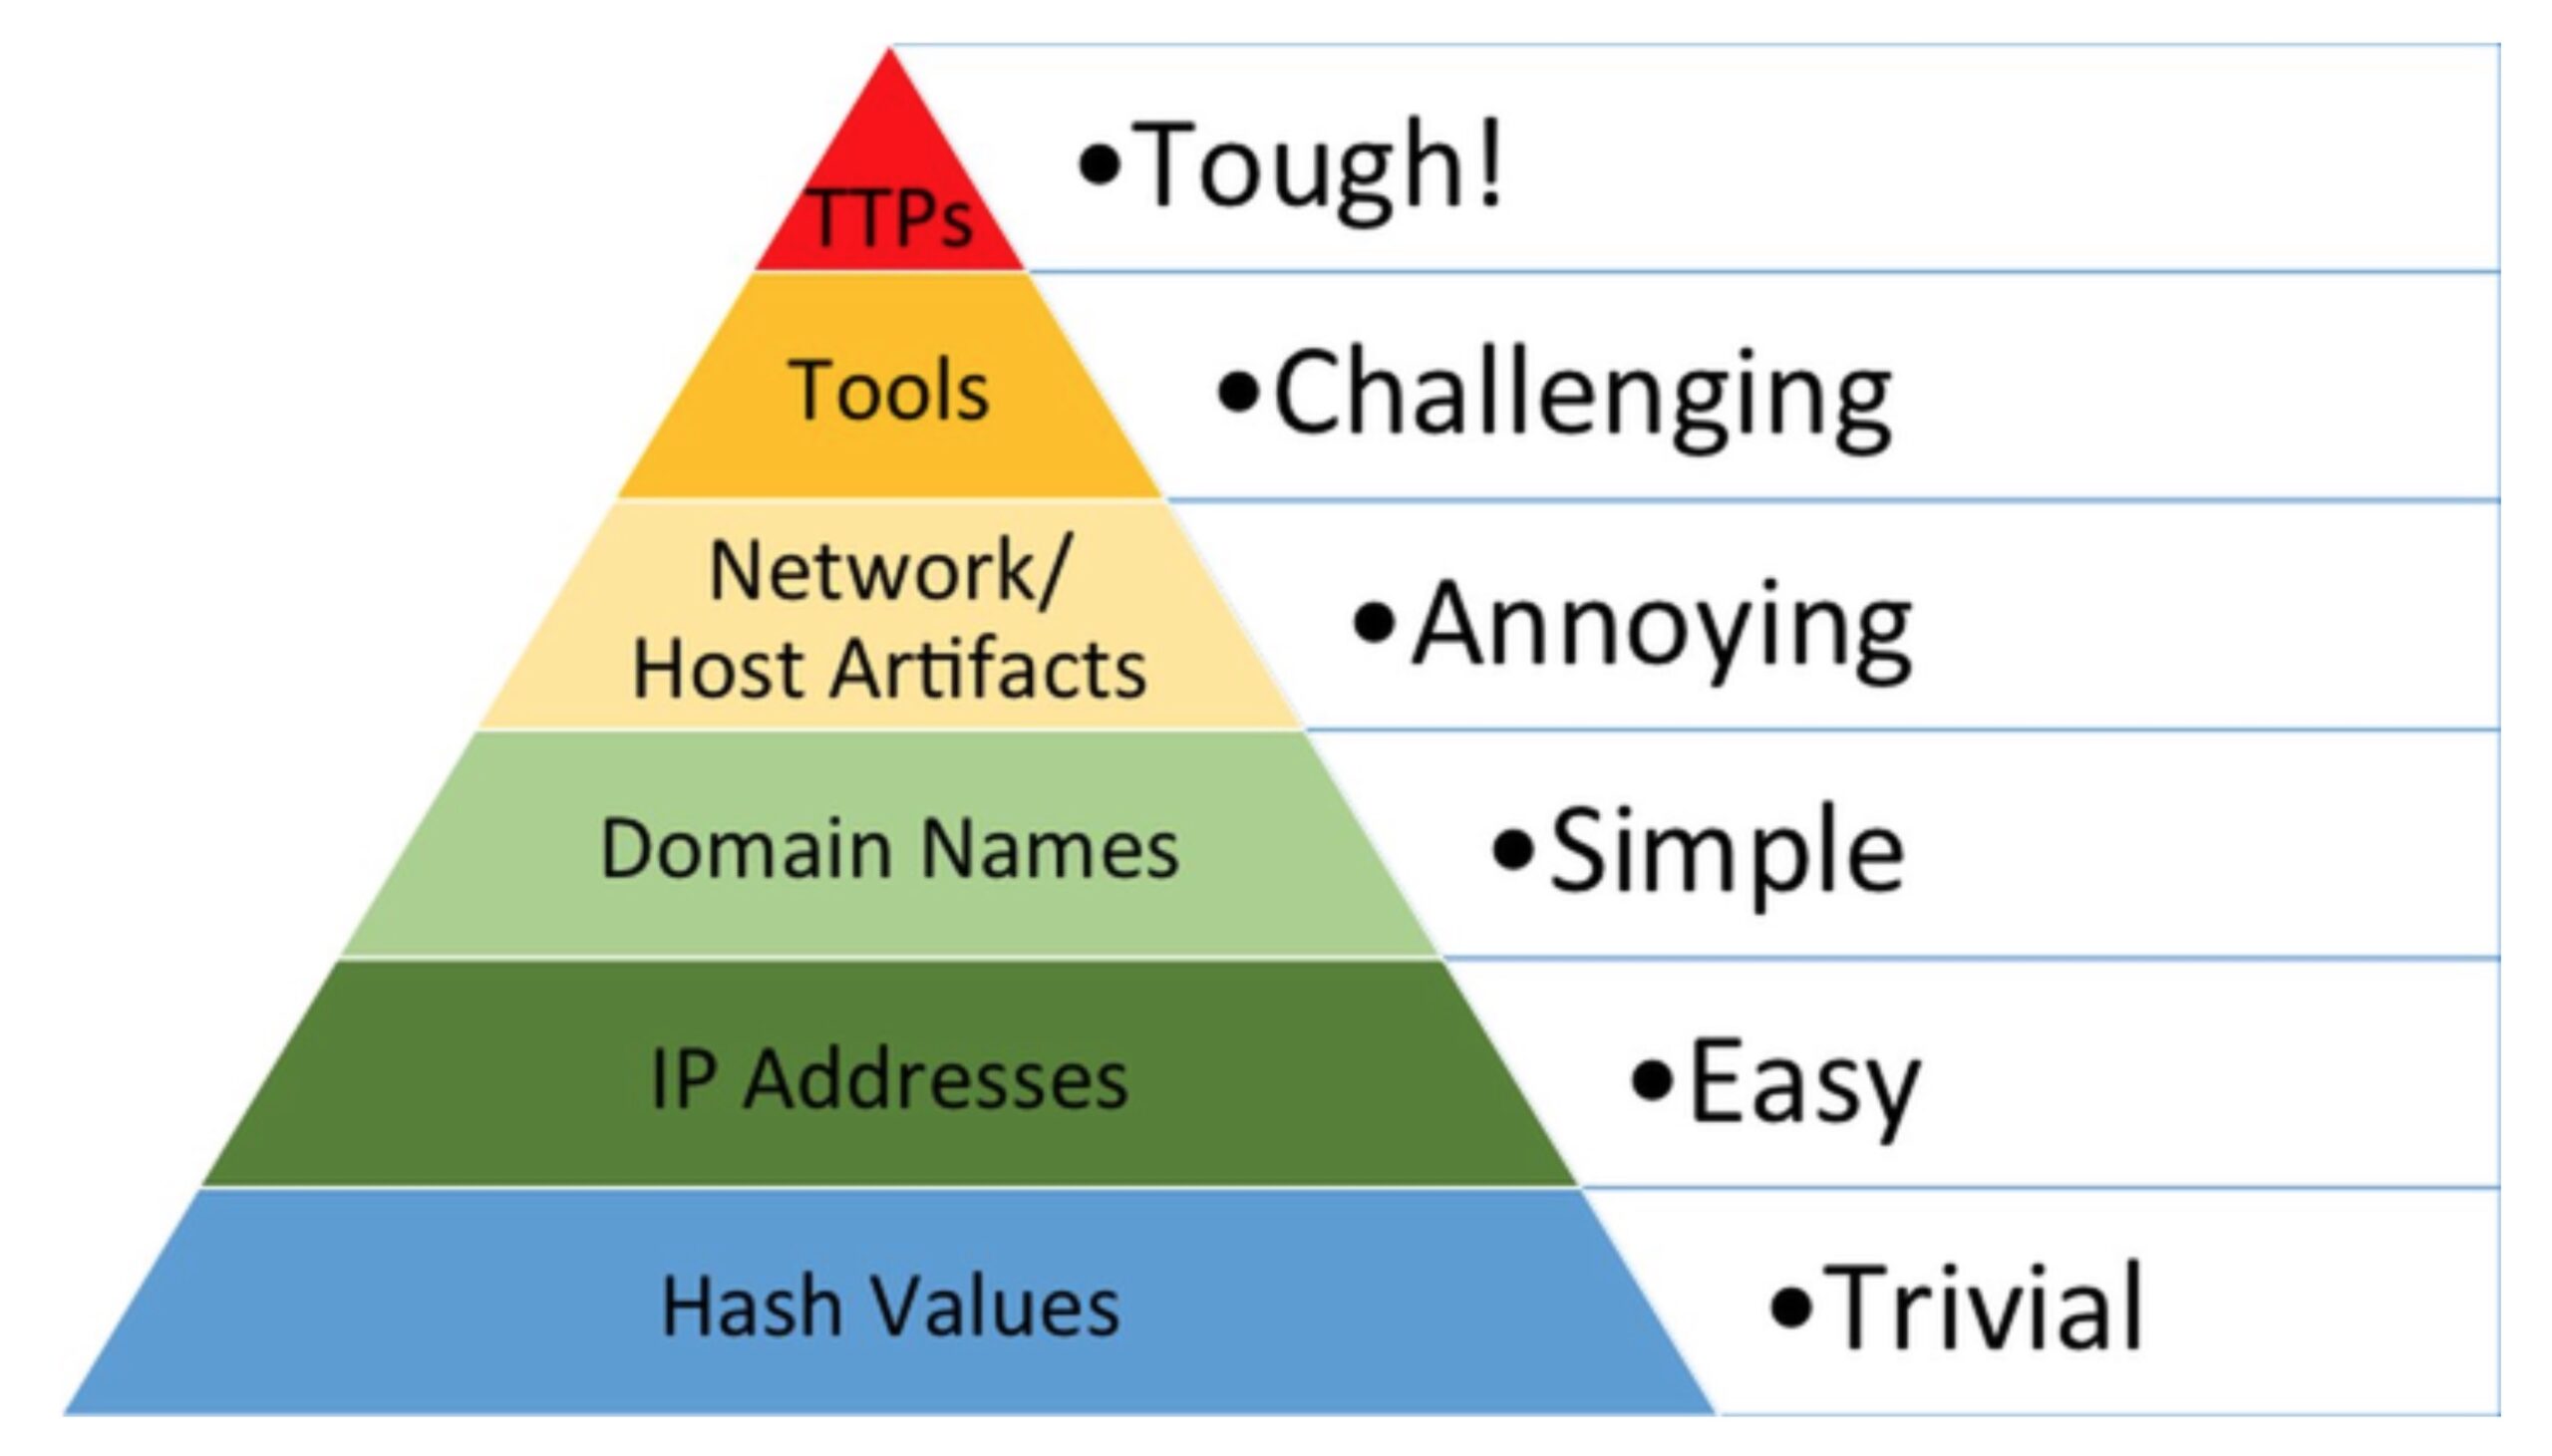 TTPs
•Tough!
Tools
•Challenging
Network/
Host Artifacts
•Annoying
Domain Names
•Simple
IP Addresses
•Easy
Hash Values
•Trivial